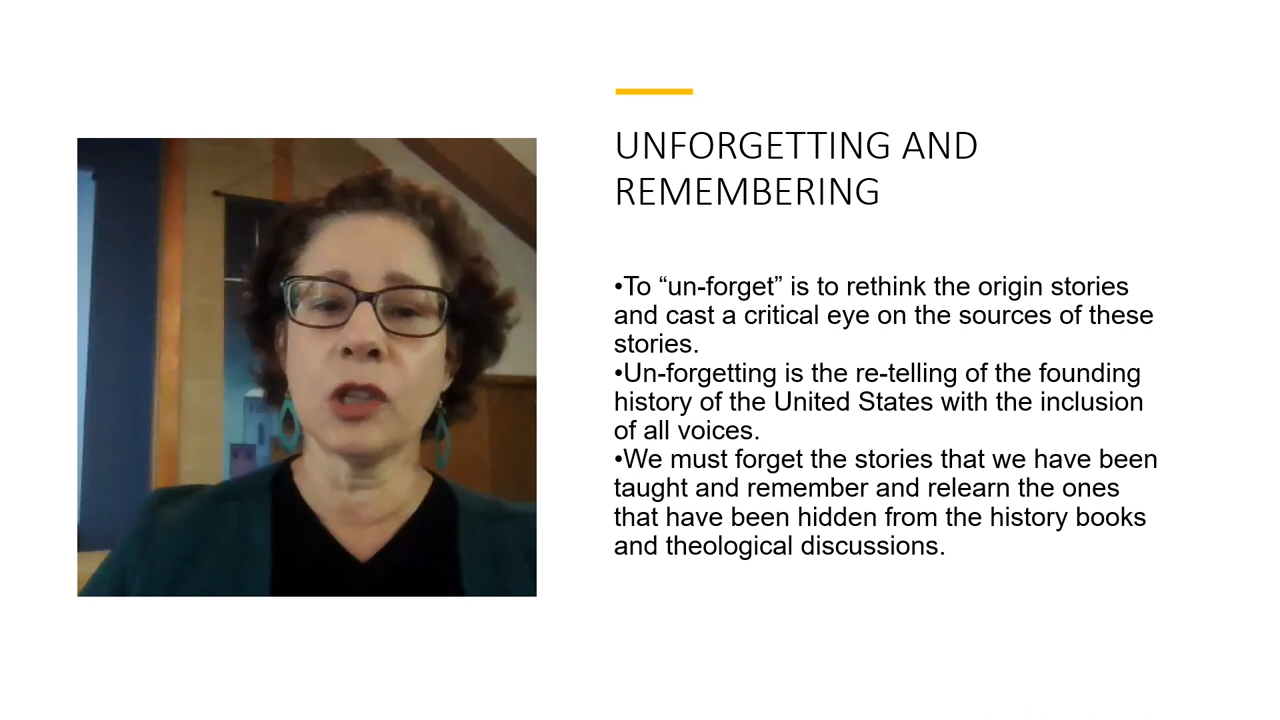 UNFORGETTING AND
REMEMBERING
•To “un-forget” is to rethink the origin stories
and cast a critical eye on the sources of these
stories.
•Un-forgetting is the re-telling of the founding
history of the United States with the inclusion
of all voices.
•We must forget the stories that we have been
taught and remember and relearn the ones
that have been hidden from the history books
and theological discussions.